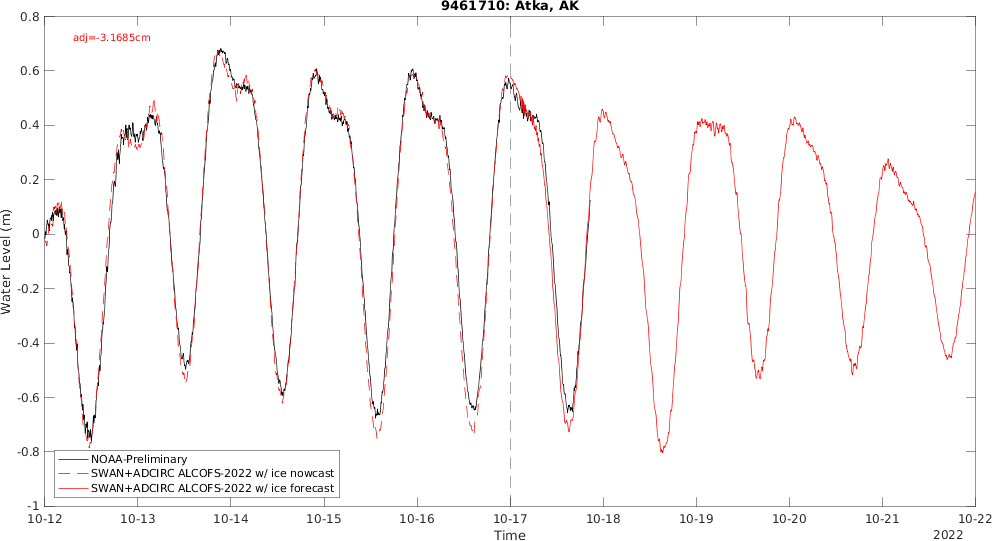 9461710: Atka, AK
adj=-3.1685cm
0.8
0.6
0.4
0.2
0
-0.2
-0.4
-0.6
-0.8
-1
Water Level (m)
NOAA-Preliminary
SWAN+ADCIRC ALCOFS-2022 w/ ice nowcast
SWAN+ADCIRC ALCOFS-2022 w/ ice forecast
10-12 10-13 10-14 10-15 10-16 10-17 10-18 10-19 10-20 10-21 10-22
Time
2022